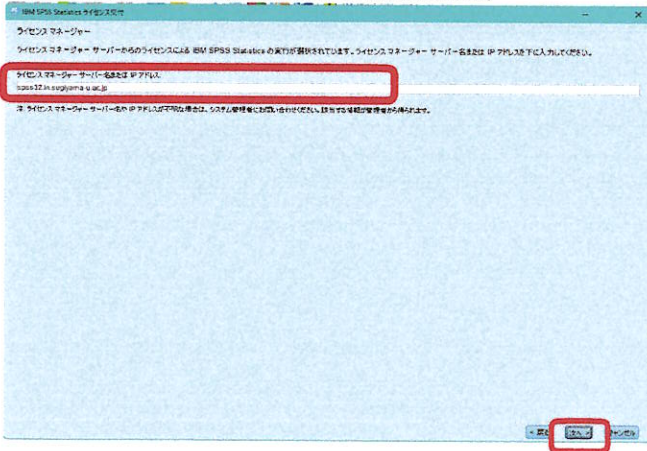 IBM SPSS Statistics ライセンス交付
ライセンス マネージャー
ライセンス マネージャー サーバーからのライセンスによる IBM SPSS Statistics の実行が選択されています。ライセンス マネージャー サーバー名または IP アドレスを下に入力してください。
ライセンス マネージャー サーバー名または IP アドレス
spss12.in.sugiyama-u.ac.jp
注: ライセンス マネージャー サーバー名や IP アドレスが不明な場合は、システム管理者にお問い合わせください。該当する情報が管理者から得られます。
< 戻る 次へ > キャンセル